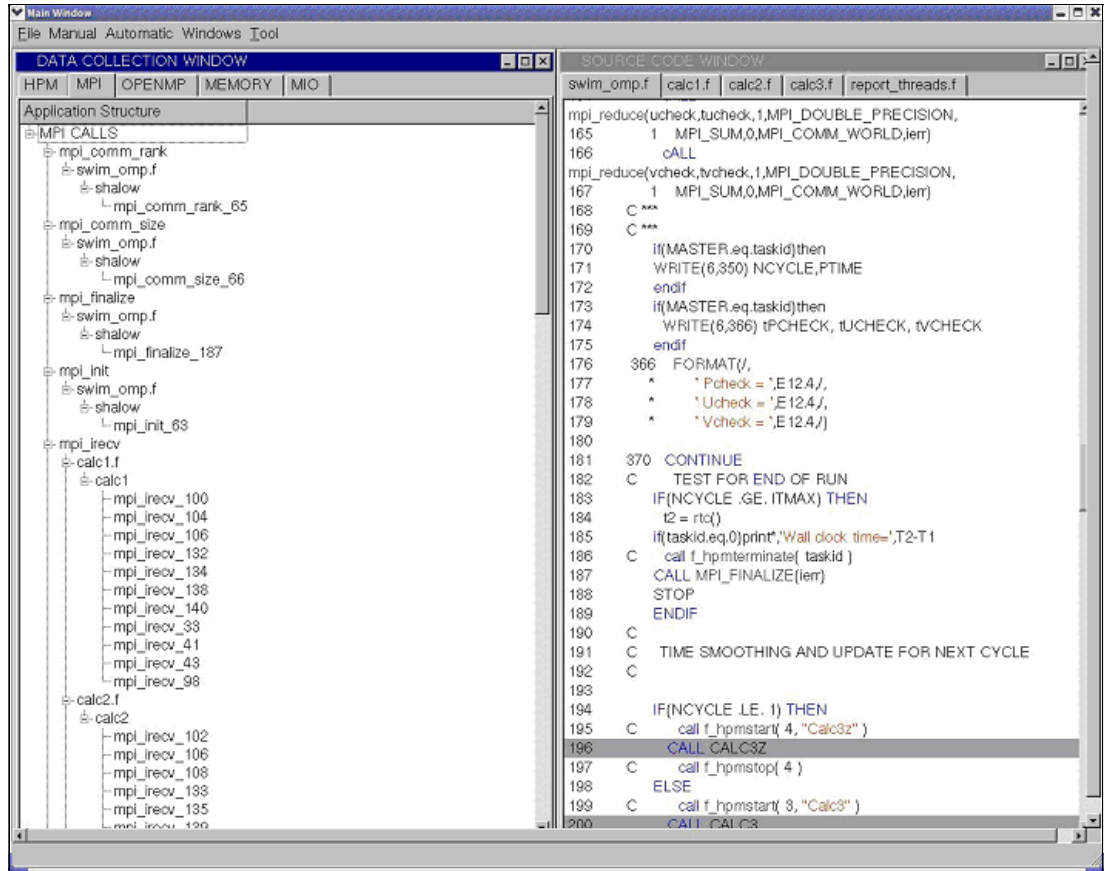 Main Window
File Manual Automatic Windows Tool
DATA COLLECTION WINDOW
HPM MPI OPENMP MEMORY MIO
Application Structure
MPI CALLS
mpi_comm_rank
swim_omp.f
shalow
mpi_comm_rank_65
mpi_comm_size
swim_omp.f
shalow
mpi_comm_size_66
mpi_finalize
swim_omp.f
shalow
mpi_finalize_187
mpi_init
swim_omp.f
shalow
mpi_init_63
mpi_irecv
calc1.f
calc1
mpi_irecv_100
mpi_irecv_104
mpi_irecv_106
mpi_irecv_132
mpi_irecv_134
mpi_irecv_138
mpi_irecv_140
mpi_irecv_33
mpi_irecv_41
mpi_irecv_43
mpi_irecv_98
calc2.f
calc2
mpi_irecv_102
mpi_irecv_106
mpi_irecv_108
mpi_irecv_133
mpi_irecv_135
mpi_irecv_139
SOURCE CODE WINDOW
swim_omp.f calc1.f calc2.f calc3.f report_threads.f
mpi_reduce(ucheck,tucheck,1,MPI_DOUBLE_PRECISION,
165 1 MPI_SUM,0,MPI_COMM_WORLD,ierr)
166 cALL
mpi_reduce(vcheck,tvcheck,1,MPI_DOUBLE_PRECISION,
167 1 MPI_SUM,0,MPI_COMM_WORLD,ierr)
168 C ***
169 C ***
170 if(MASTER.eq.taskid)then
171 WRITE(6,350) NCYCLE,PTIME
172 endif
173 if(MASTER.eq.taskid)then
174 WRITE(6,366) tPCHECK, tUCHECK, tVCHECK
175 endif
176 366 FORMAT(/,
177 * ' Pcheck = ',E12.4,/,
178 * ' Ucheck = ',E12.4,/,
179 * ' Vcheck = ',E12.4,/)
180
181 370 CONTINUE
182 C TEST FOR END OF RUN
183 IF(NCYCLE .GE. ITMAX) THEN
184 t2 = rtc()
185 if(taskid.eq.0)print*,'Wall clock time=',T2-T1
186 C call f_hpmterminate( taskid )
187 CALL MPI_FINALIZE(ierr)
188 STOP
189 ENDIF
190 C
191 C TIME SMOOTHING AND UPDATE FOR NEXT CYCLE
192 C
193
194 IF(NCYCLE .LE. 1) THEN
195 C call f_hpmstart( 4, "Calc3z" )
196 CALL CALC3Z
197 C call f_hpmstop( 4 )
198 ELSE
199 C call f_hpmstart( 3, "Calc3" )
200 CALL CALC3